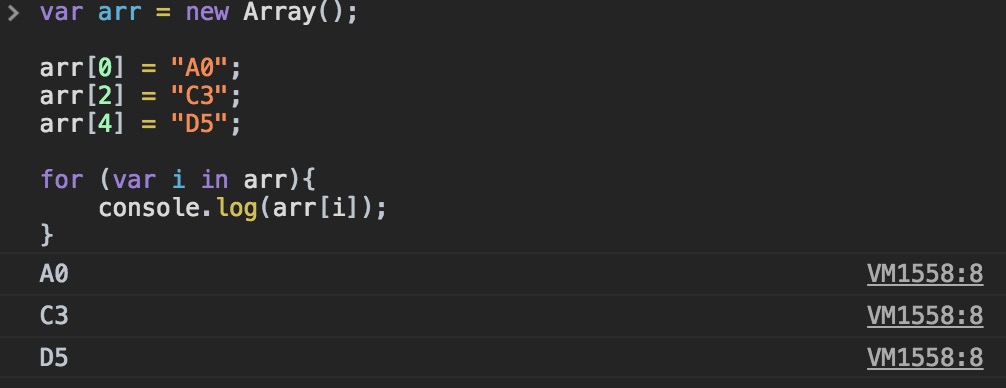 > var arr = new Array();
arr[0] = "A0";
arr[2] = "C3";
arr[4] = "D5";
for (var i in arr){
    console.log(arr[i]);
}
A0 VM1558:8
C3 VM1558:8
D5 VM1558:8